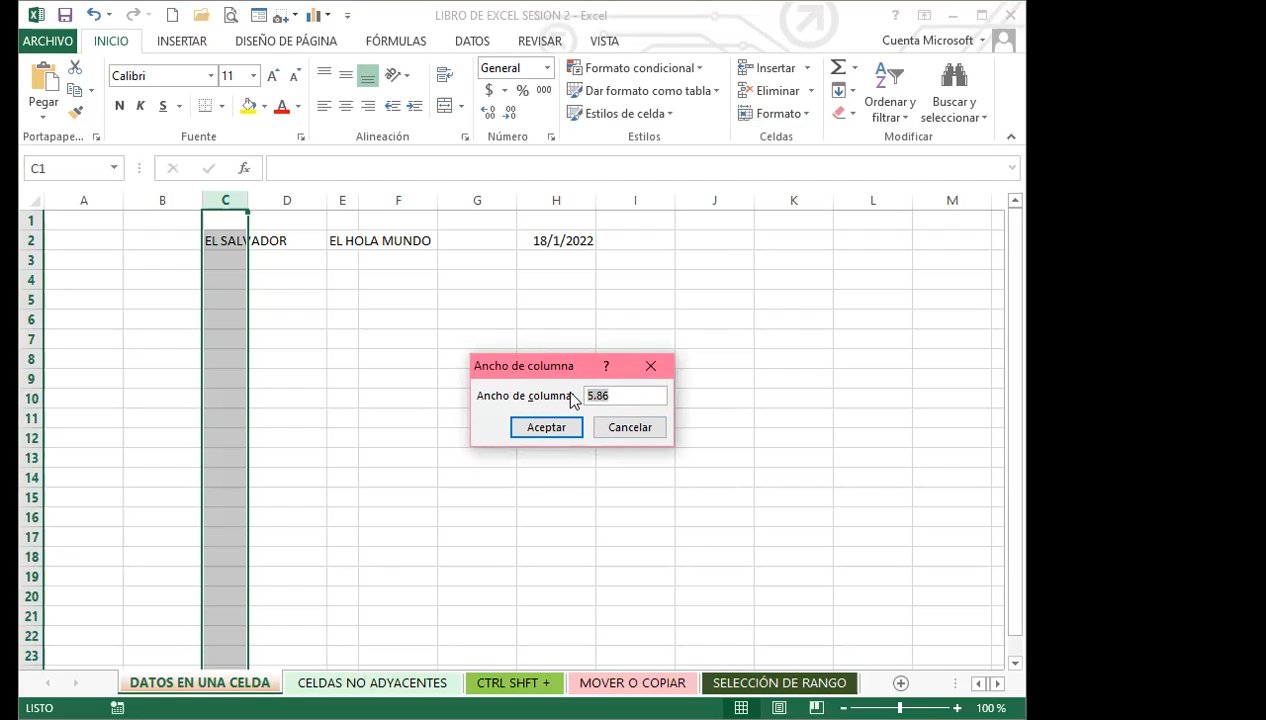 LIBRO DE EXCEL SESION 2 - Excel
ARCHIVO INICIO INSERTAR DISEÑO DE PÁGINA FÓRMULAS DATOS REVISAR VISTA Cuenta Microsoft
Calibri 11 General Formato condicional Insertar
Pegar Dar formato como tabla Eliminar Ordenar y filtrar Buscar y seleccionar
N K S $ % 000 Estilos de celda Formato
Portapape... Fuente Alineación Número Estilos Celdas Modificar
C1 fx
A B C D E F G H I J K L M
1
2 EL SALVADOR EL HOLA MUNDO 18/1/2022
3
4
5
6
7
8
9
10
11
12
13
14
15
16
17
18
19
20
21
22
23
Ancho de columna ?
Ancho de columna 5.86
Aceptar Cancelar
DATOS EN UNA CELDA CELDAS NO ADYACENTES CTRL SHFT + MOVER O COPIAR SELECCIÓN DE RANGO
LISTO 100 %